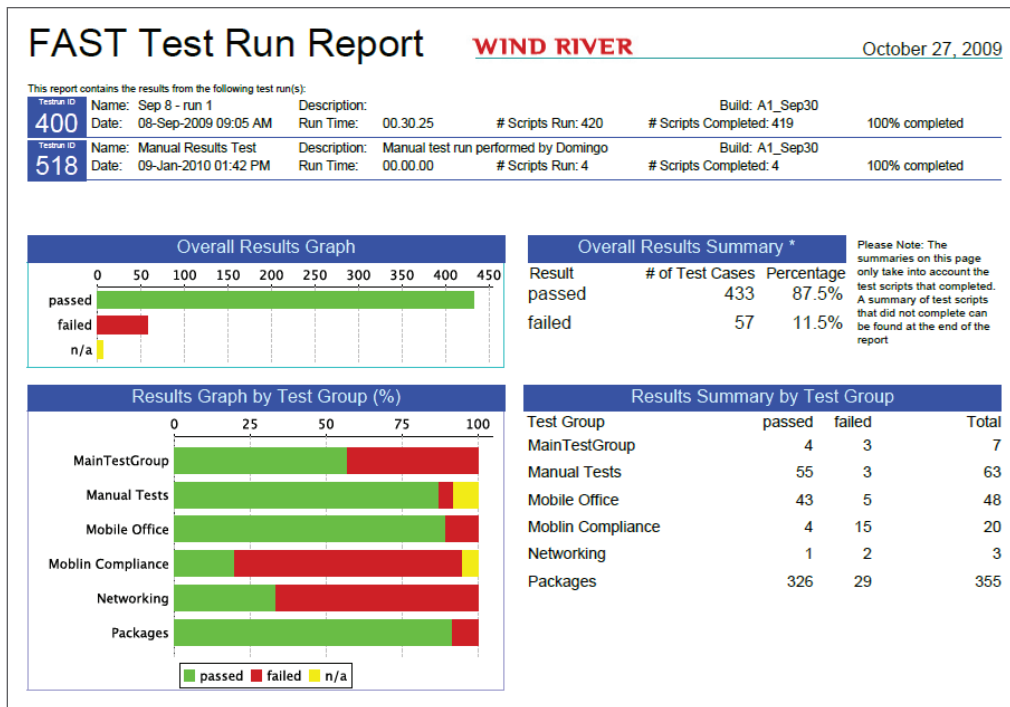 FAST Test Run Report
WIND RIVER
October 27, 2009
This report contains the results from the following test run(s):
Testrun ID
400
Name: Sep 8 - run 1 Description: Build: A1_Sep30
Date: 08-Sep-2009 09:05 AM Run Time: 00.30.25 # Scripts Run: 420 # Scripts Completed: 419 100% completed
Testrun ID
518
Name: Manual Results Test Description: Manual test run performed by Domingo Build: A1_Sep30
Date: 09-Jan-2010 01:42 PM Run Time: 00.00.00 # Scripts Run: 4 # Scripts Completed: 4 100% completed
Overall Results Graph
0 50 100 150 200 250 300 350 400 450
passed
failed
n/a
Overall Results Summary *
Result # of Test Cases Percentage
passed 433 87.5%
failed 57 11.5%
Please Note: The
summaries on this page
only take into account the
test scripts that completed.
A summary of test scripts
that did not complete can
be found at the end of the
report
Results Graph by Test Group (%)
0 25 50 75 100
MainTestGroup
Manual Tests
Mobile Office
Moblin Compliance
Networking
Packages
passed failed n/a
Results Summary by Test Group
Test Group passed failed Total
MainTestGroup 4 3 7
Manual Tests 55 3 63
Mobile Office 43 5 48
Moblin Compliance 4 15 20
Networking 1 2 3
Packages 326 29 355